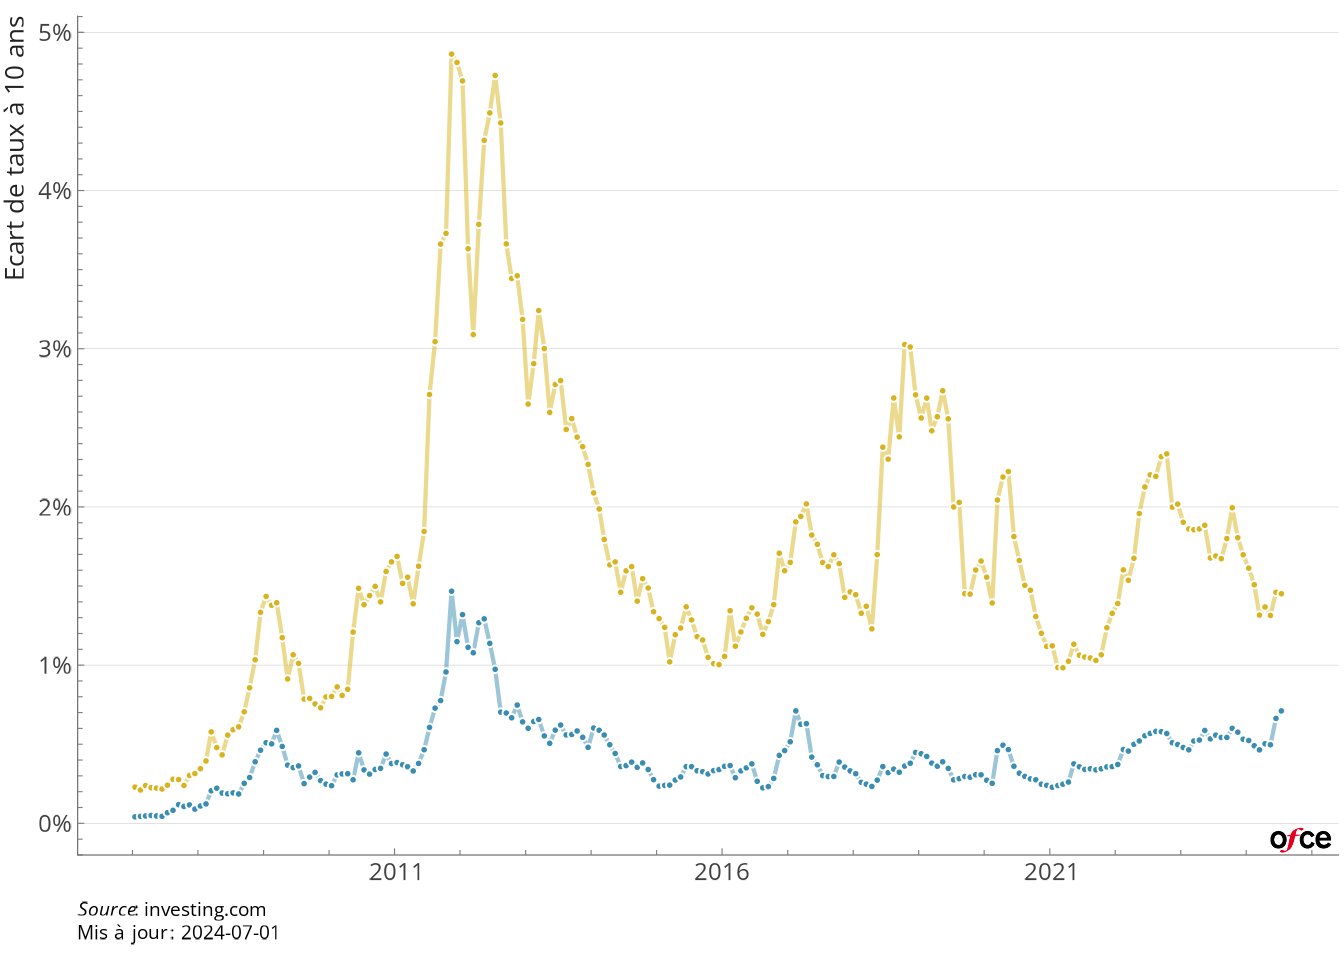 Ecart de taux à 10 ans
5%
4%
3%
2%
1%
0%
2011
2016
2021
ofce
Source: investing.com
Mis à jour: 2024-07-01